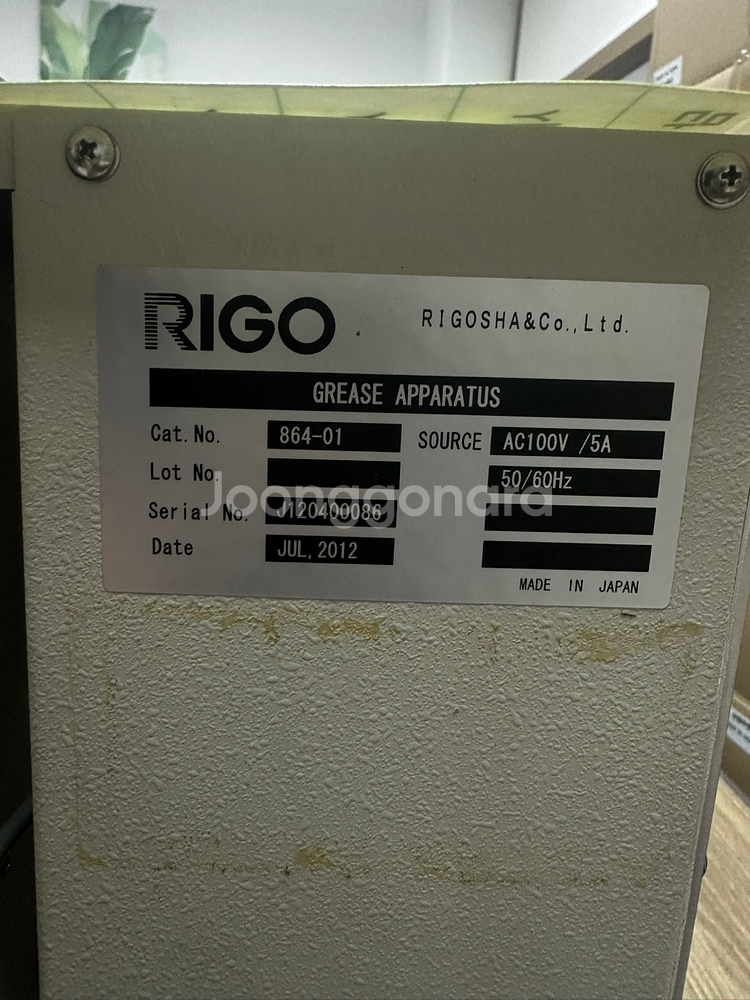 RIGO
RIGOSHA&Co.,Ltd.
GREASE APPARATUS
Cat.No. 864-01 SOURCE AC100V /5A
Lot No. 50/60Hz
Serial No. J120400086
Date JUL,2012
MADE IN JAPAN
Joonggonara